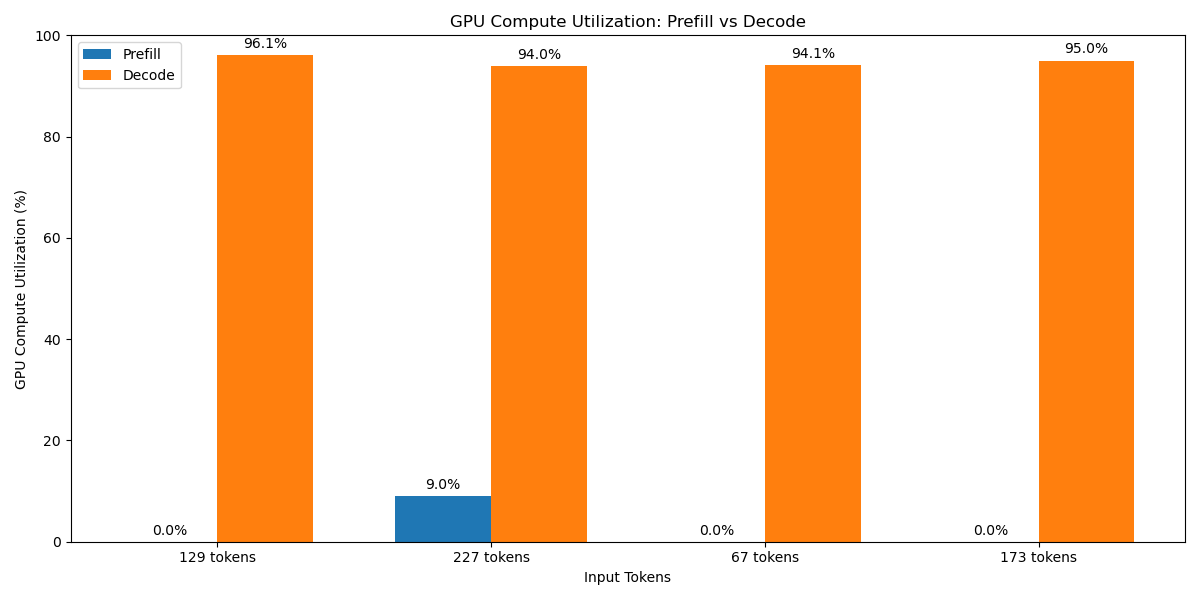 GPU Compute Utilization: Prefill vs Decode
Prefill
Decode
96.1%
94.0%
94.1%
95.0%
9.0%
0.0%
0.0%
0.0%
100
80
60
40
20
0
GPU Compute Utilization (%)
129 tokens
227 tokens
67 tokens
173 tokens
Input Tokens